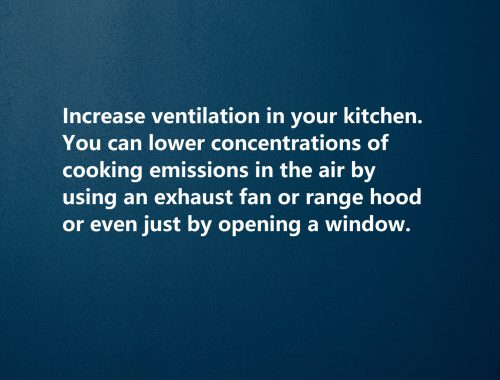 Increase ventilation in your kitchen.
You can lower concentrations of
cooking emissions in the air by
using an exhaust fan or range hood
or even just by opening a window.